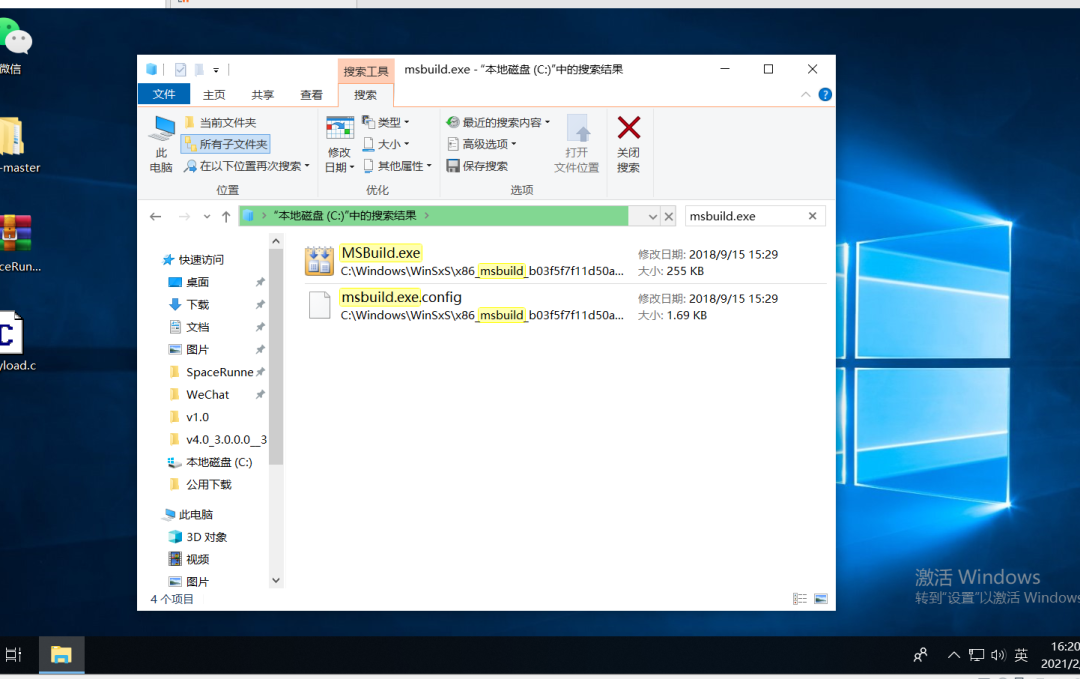 微信
-master
ceRun...
yload.c
搜索工具
msbuild.exe - "本地磁盘 (C:)"中的搜索结果
文件 主页 共享 查看 搜索
此电脑
当前文件夹
所有子文件夹
在以下位置再次搜索
位置
修改日期
类型
大小
其他属性
优化
最近的搜索内容
高级选项
保存搜索
打开文件位置
选项
关闭搜索
"本地磁盘 (C:)"中的搜索结果
msbuild.exe
快速访问
桌面
下载
文档
图片
SpaceRunne
WeChat
v1.0
v4.0_3.0.0.0__3
本地磁盘 (C:)
公用下载
此电脑
3D 对象
视频
图片
MSBuild.exe
C:\Windows\WinSxS\x86_msbuild_b03f5f7f11d50a...
修改日期: 2018/9/15 15:29
大小: 255 KB
msbuild.exe.config
C:\Windows\WinSxS\x86_msbuild_b03f5f7f11d50a...
修改日期: 2018/9/15 15:29
大小: 1.69 KB
4 个项目
激活 Windows
转到"设置"以激活 Windows
英
16:20
2021/2/